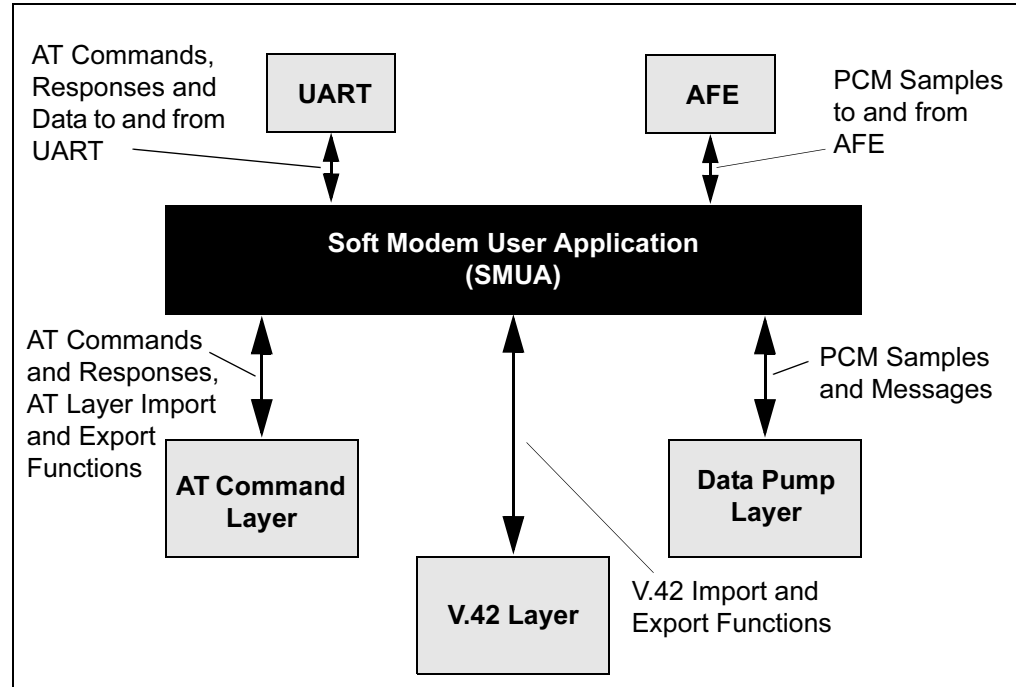 AT Commands,
Responses and
Data to and from
UART
UART
AFE
PCM Samples
to and from
AFE
Soft Modem User Application
(SMUA)
AT Commands
and Responses,
AT Layer Import
and Export
Functions
PCM Samples
and Messages
AT Command
Layer
Data Pump
Layer
V.42 Layer
V.42 Import and
Export Functions